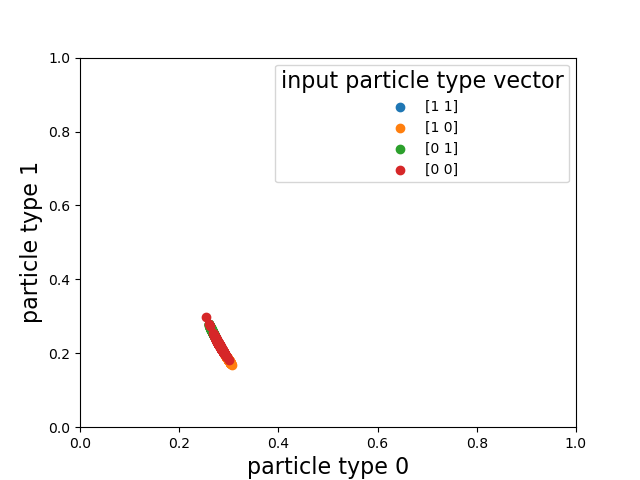 input particle type vector
[1 1]
[1 0]
[0 1]
[0 0]
1.0
0.8
0.6
0.4
0.2
0.0
particle type 1
0.0 0.2 0.4 0.6 0.8 1.0
particle type 0